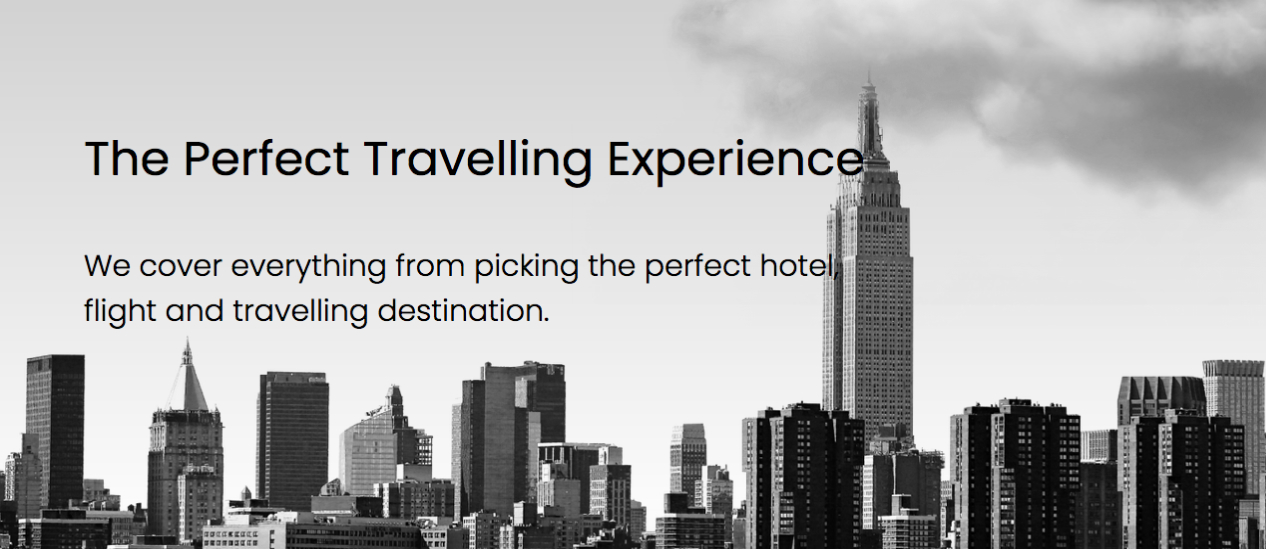 The Perfect Travelling Experience
We cover everything from picking the perfect hotel,
flight and travelling destination.